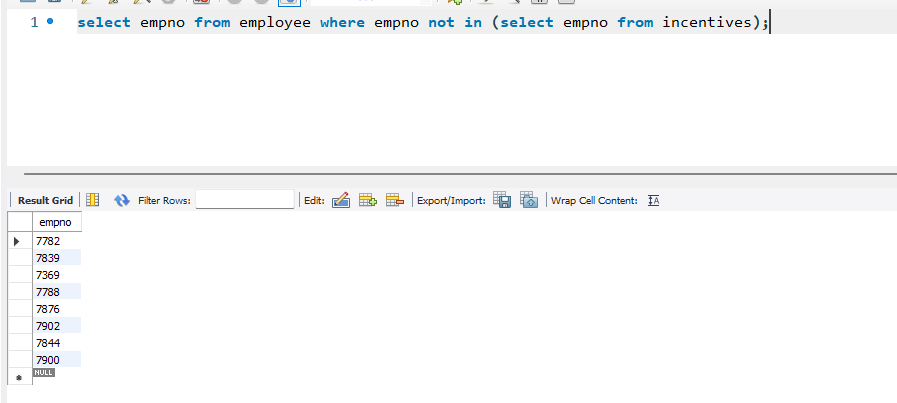 1 select empno from employee where empno not in (select empno from incentives);
Result Grid Filter Rows: Edit: Export/Import: Wrap Cell Content:
empno
7782
7839
7369
7788
7876
7902
7844
7900
NULL